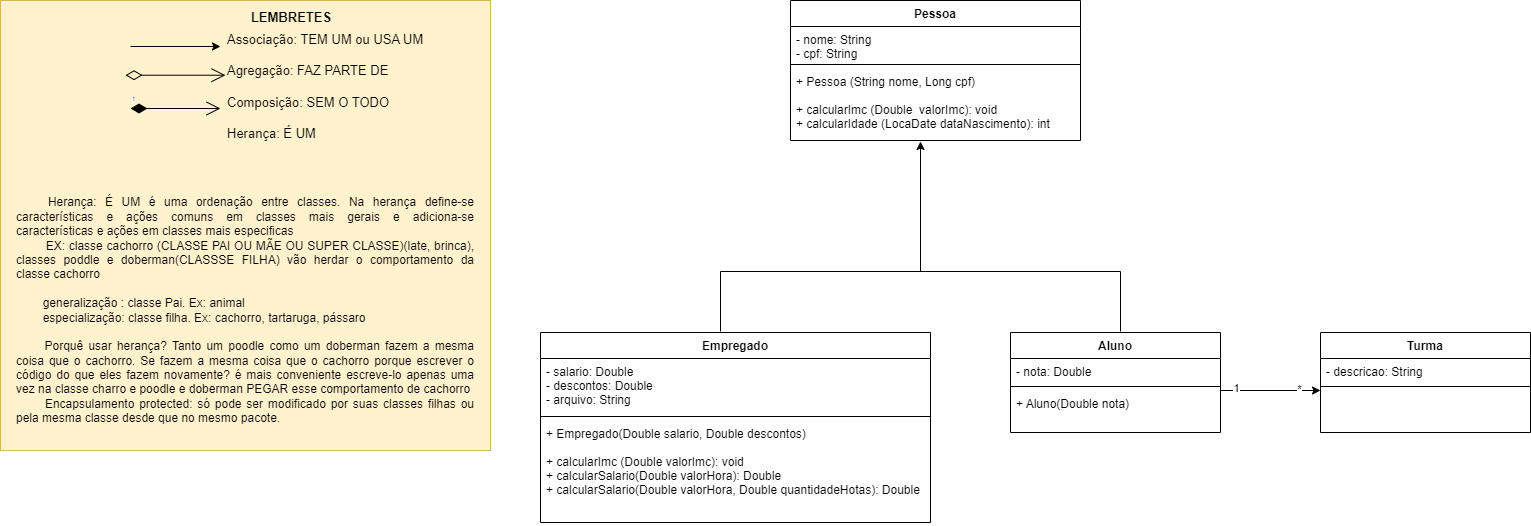 LEMBRETES
Associação: TEM UM ou USA UM
Agregação: FAZ PARTE DE
1
Composição: SEM O TODO
Herança: É UM
Herança: É UM é uma ordenação entre classes. Na herança define-se
características e ações comuns em classes mais gerais e adiciona-se
características e ações em classes mais especificas
EX: classe cachorro (CLASSE PAI OU MÃE OU SUPER CLASSE)(late, brinca),
classes poddle e doberman(CLASSSE FILHA) vão herdar o comportamento da
classe cachorro
generalização : classe Pai. Ex: animal
especialização: classe filha. Ex: cachorro, tartaruga, pássaro
Porquê usar herança? Tanto um poodle como um doberman fazem a mesma
coisa que o cachorro. Se fazem a mesma coisa que o cachorro porque escrever o
código do que eles fazem novamente? é mais conveniente escreve-lo apenas uma
vez na classe charro e poodle e doberman PEGAR esse comportamento de cachorro
Encapsulamento protected: só pode ser modificado por suas classes filhas ou
pela mesma classe desde que no mesmo pacote.
Pessoa
- nome: String
- cpf: String
+ Pessoa (String nome, Long cpf)
+ calcularImc (Double  valorImc): void
+ calcularIdade (LocaDate dataNascimento): int
Empregado
- salario: Double
- descontos: Double
- arquivo: String
+ Empregado(Double salario, Double descontos)
+ calcularImc (Double valorImc): void
+ calcularSalario(Double valorHora): Double
+ calcularSalario(Double valorHora, Double quantidadeHotas): Double
Aluno
- nota: Double
+ Aluno(Double nota)
1
*
Turma
- descricao: String